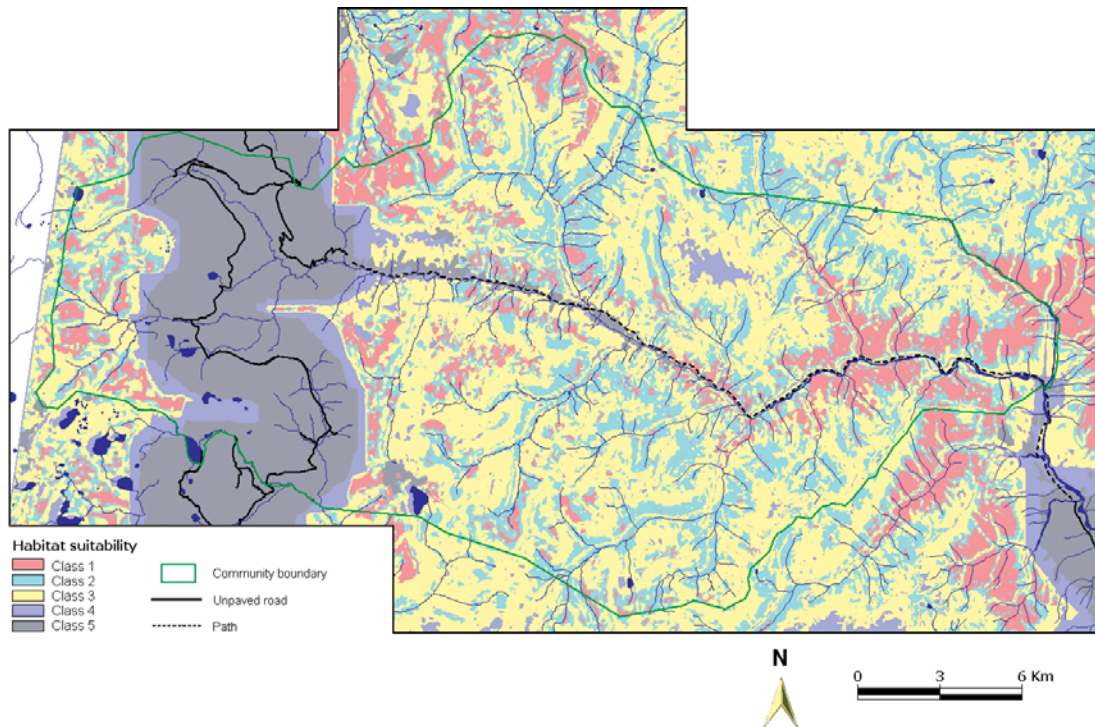 Habitat suitability
Class 1
Class 2
Class 3
Class 4
Class 5
Community boundary
Unpaved road
Path
N
0 3 6 Km